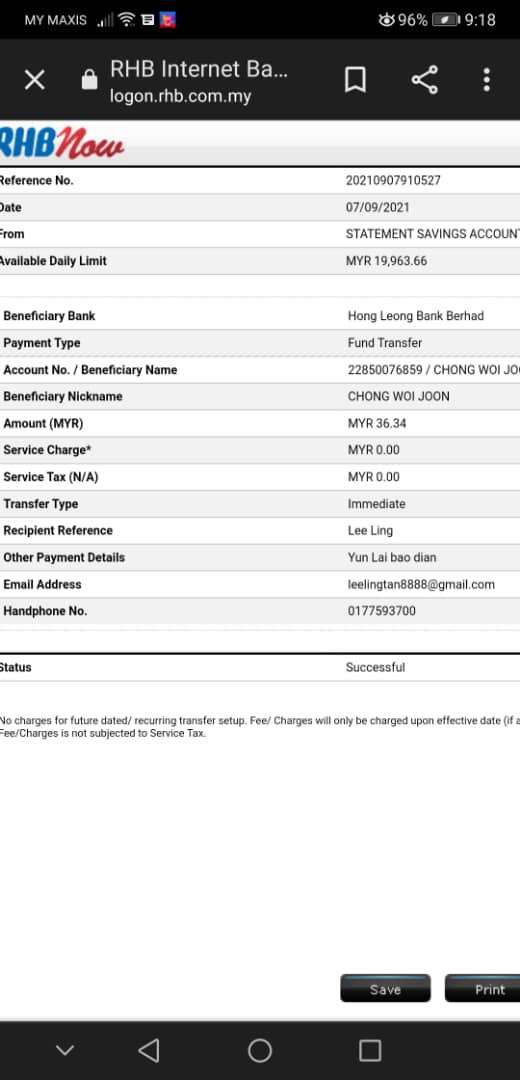 MY MAXIS 96% 9:18
RHB Internet Ba...
logon.rhb.com.my
RHBNow
Reference No. 20210907910527
Date 07/09/2021
From STATEMENT SAVINGS ACCOUNT
Available Daily Limit MYR 19,963.66
Beneficiary Bank Hong Leong Bank Berhad
Payment Type Fund Transfer
Account No. / Beneficiary Name 22850076859 / CHONG WOI JO
Beneficiary Nickname CHONG WOI JOON
Amount (MYR) MYR 36.34
Service Charge* MYR 0.00
Service Tax (N/A) MYR 0.00
Transfer Type Immediate
Recipient Reference Lee Ling
Other Payment Details Yun Lai bao dian
Email Address leelingtan8888@gmail.com
Handphone No. 0177593700
Status Successful
No charges for future dated/ recurring transfer setup. Fee/ Charges will only be charged upon effective date (if a
Fee/Charges is not subjected to Service Tax.
Save Print